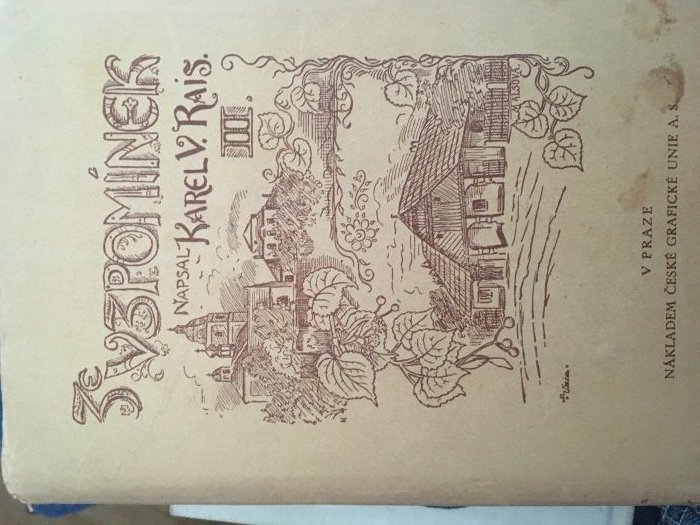 Ze vzpomínek
Napsal
Karel V. Rais.
III.
V PRAZE
NÁKLADEM ČESKÉ GRAFICKÉ UNIE A. S.